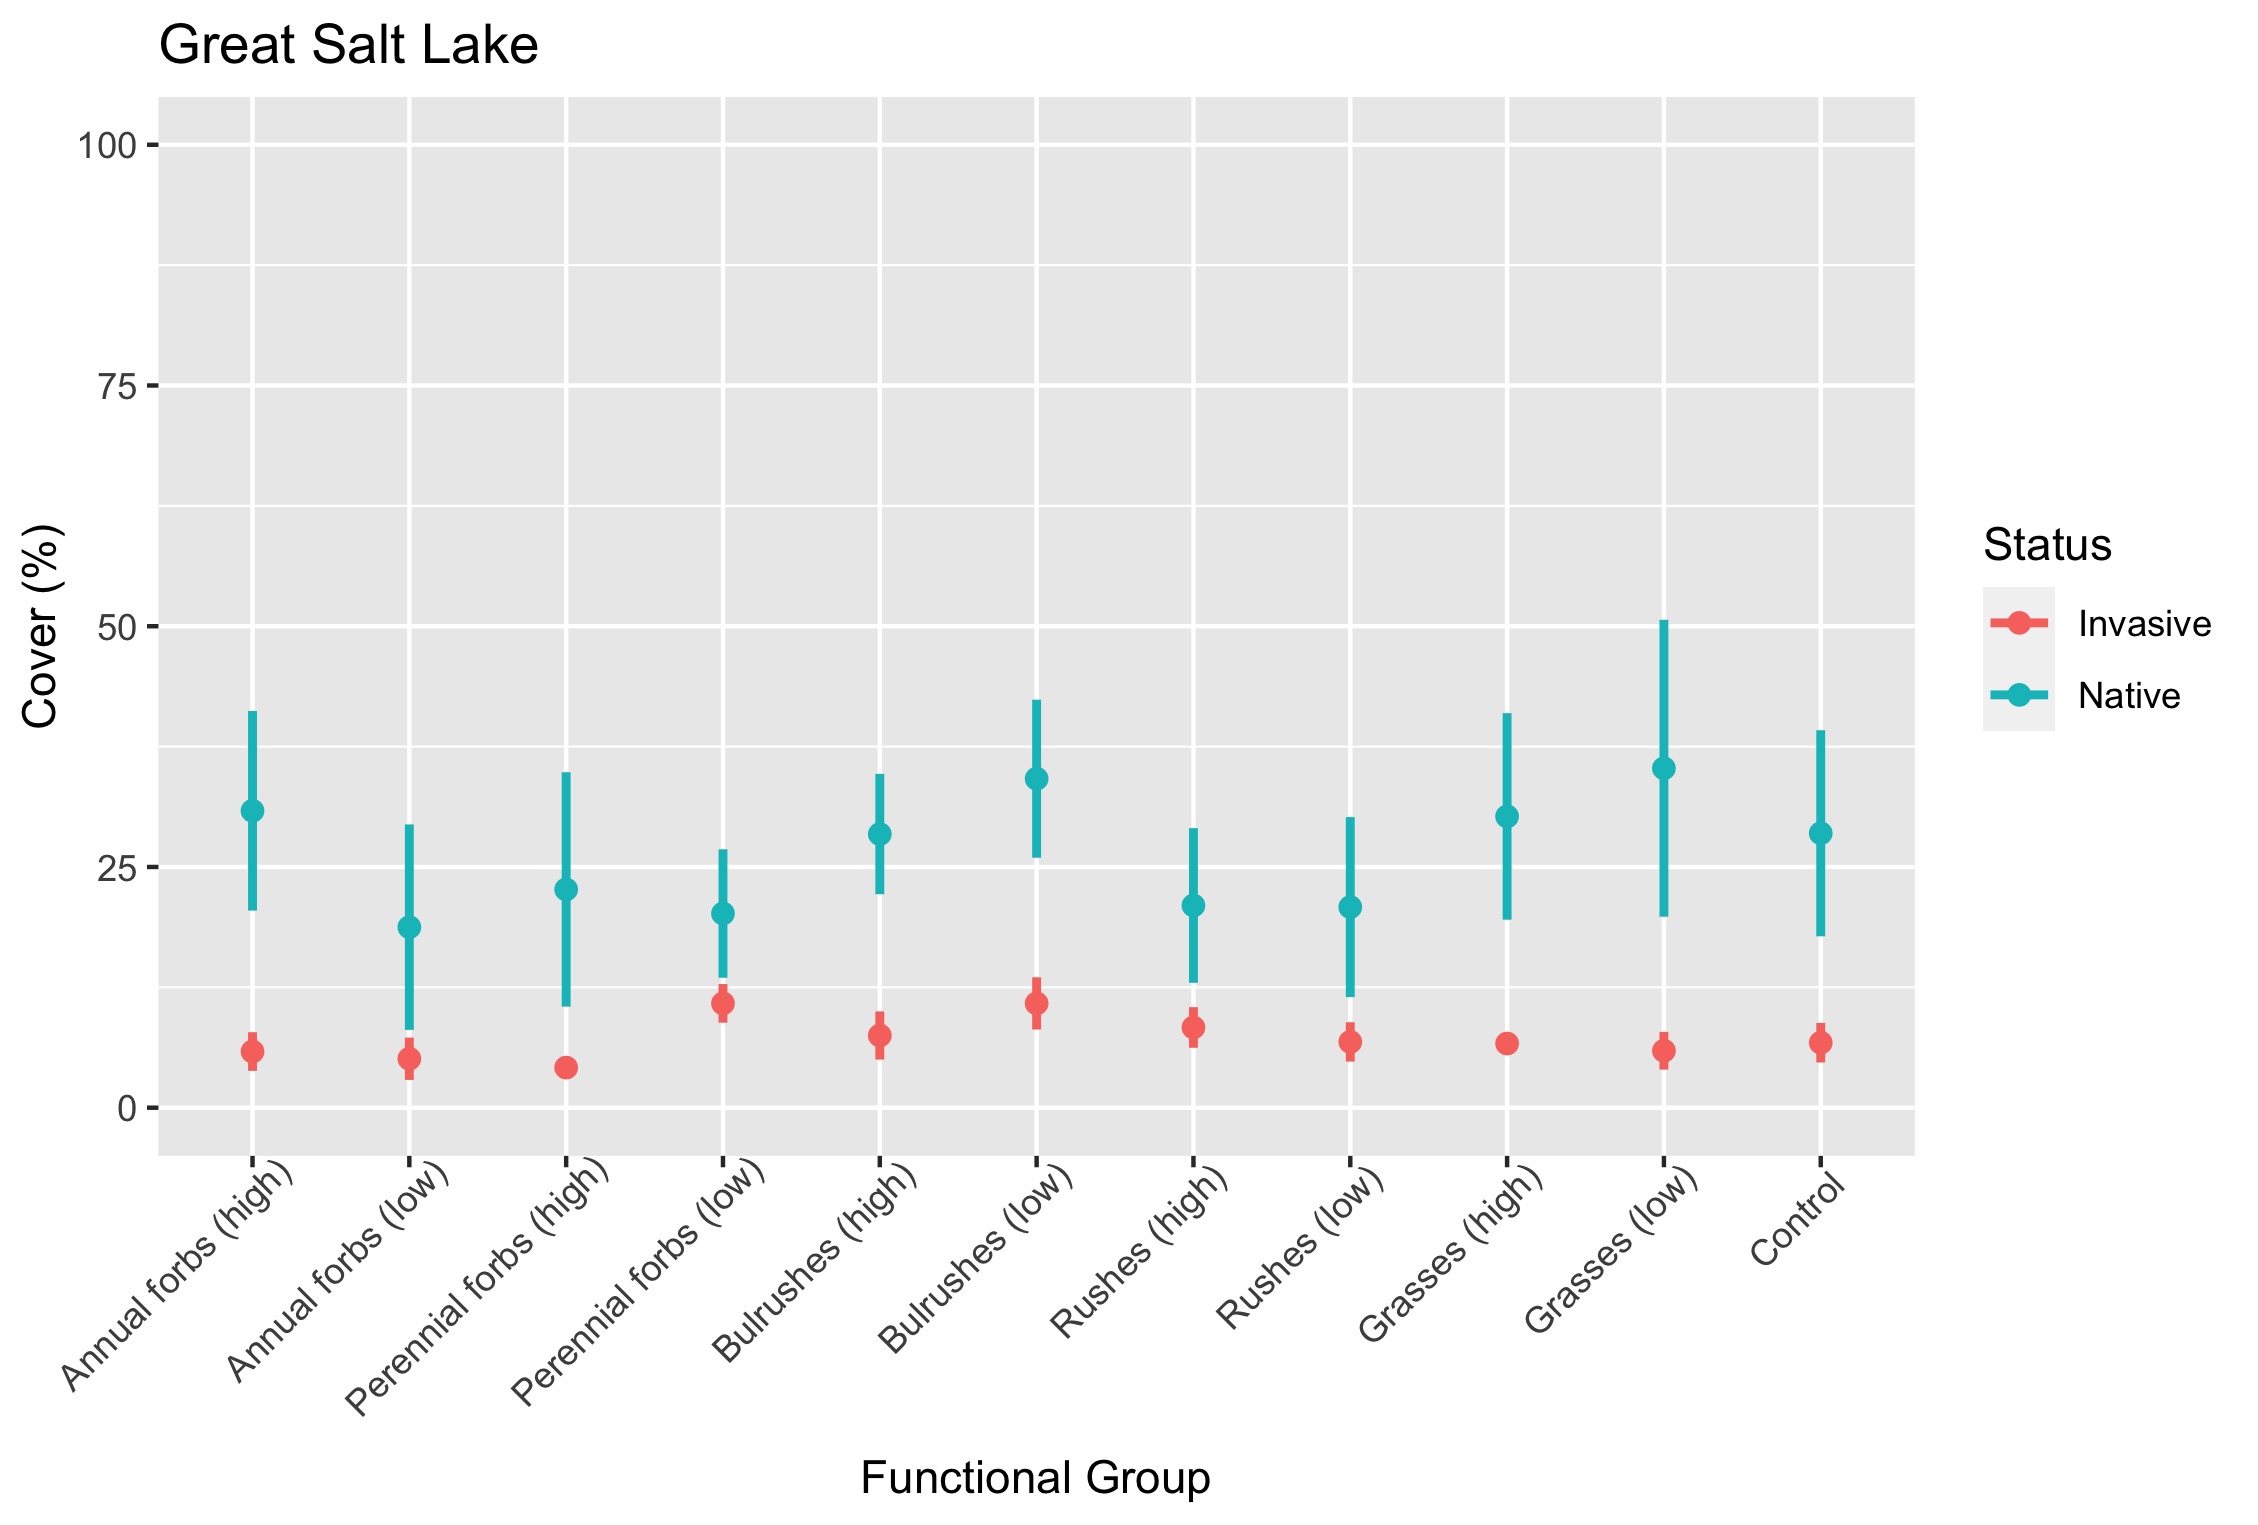 Great Salt Lake
100
75
50
25
0
Cover (%)
Annual forbs (high)
Annual forbs (low)
Perennial forbs (high)
Perennial forbs (low)
Bulrushes (high)
Bulrushes (low)
Rushes (high)
Rushes (low)
Grasses (high)
Grasses (low)
Control
Functional Group
Status
Invasive
Native